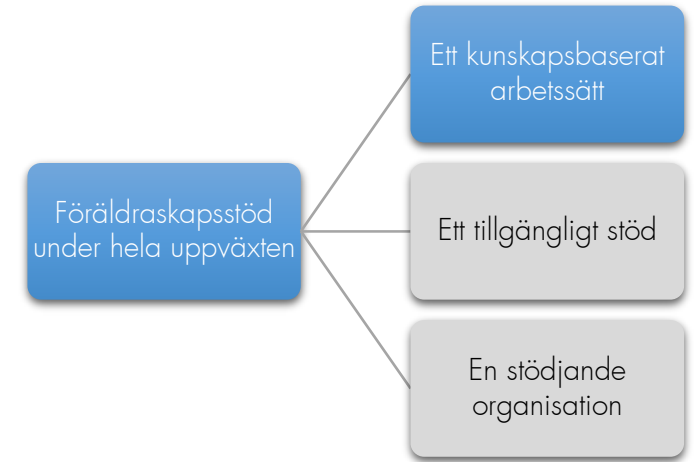 Föräldraskapsstöd
under hela uppväxten
Ett kunskapsbaserat
arbetssätt
Ett tillgängligt stöd
En stödjande
organisation